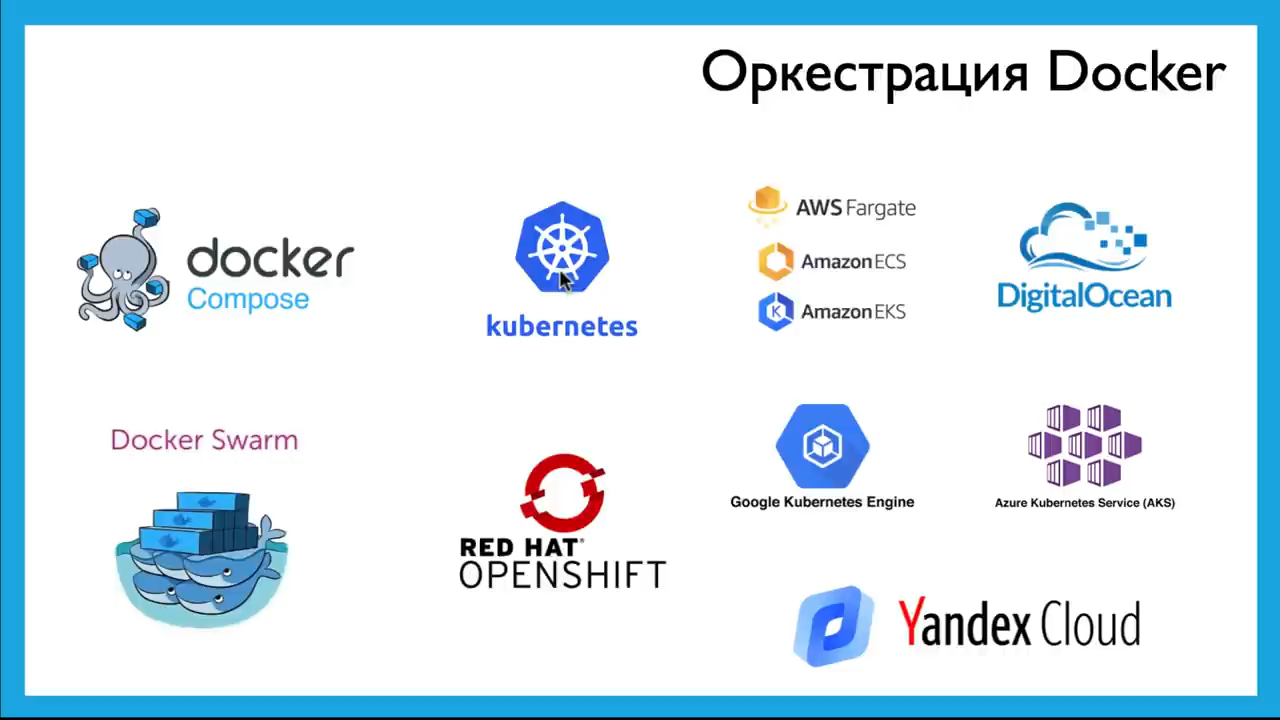 Оркестрация Docker
docker
Compose
kubernetes
AWS Fargate
Amazon ECS
Amazon EKS
DigitalOcean
Docker Swarm
RED HAT®
OPENSHIFT
Google Kubernetes Engine
Azure Kubernetes Service (AKS)
Yandex Cloud